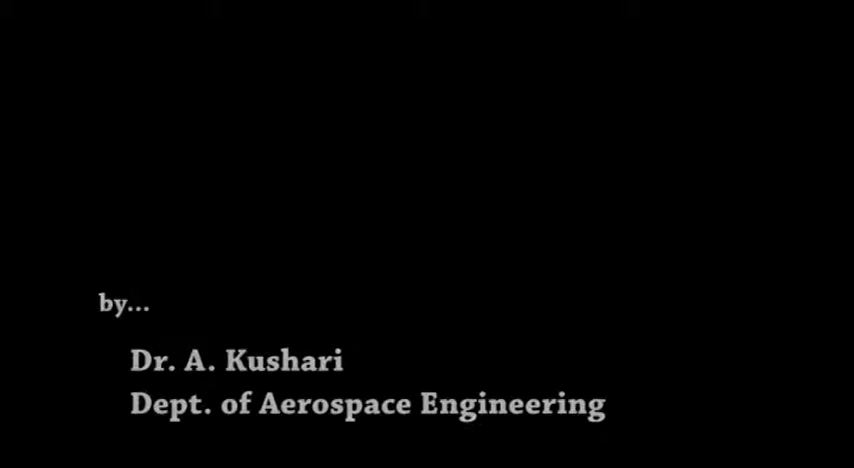 by...
Dr. A. Kushari
Dept. of Aerospace Engineering